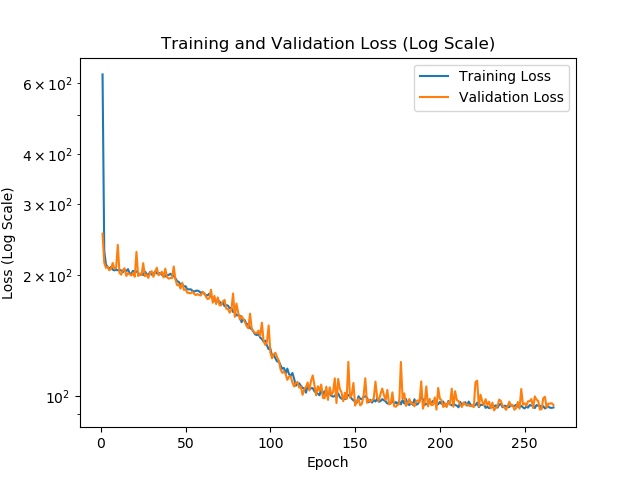 Training and Validation Loss (Log Scale)
Training Loss
Validation Loss
6 × 10²
4 × 10²
3 × 10²
2 × 10²
10²
Loss (Log Scale)
0 50 100 150 200 250
Epoch